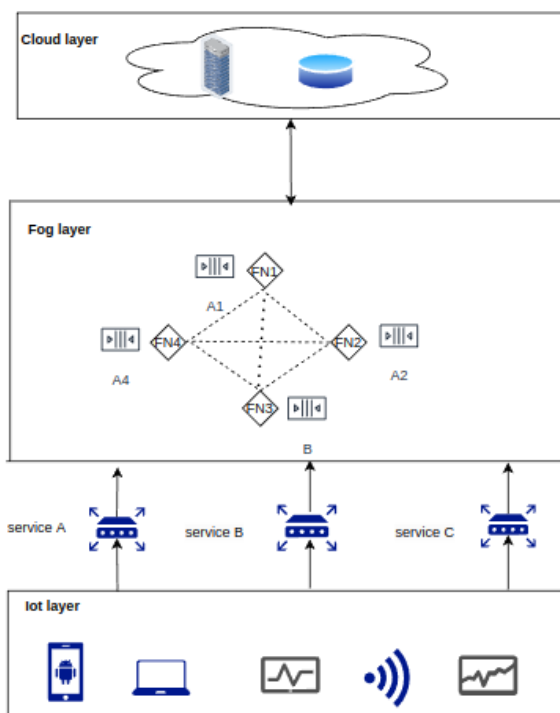 Cloud layer
Fog layer
FN1
A1
FN4
FN2
A4
A2
FN3
B
service A
service B
service C
Iot layer